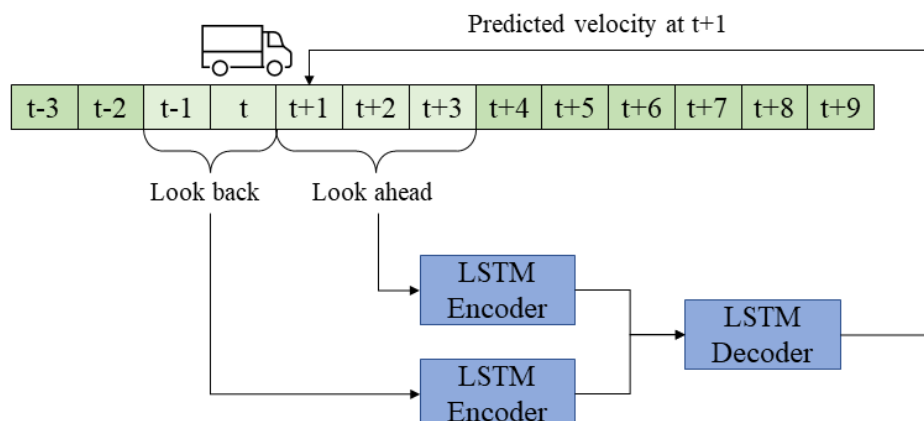 Predicted velocity at t+1
t-3 t-2 t-1 t t+1 t+2 t+3 t+4 t+5 t+6 t+7 t+8 t+9
Look back Look ahead
LSTM
Encoder
LSTM
Decoder
LSTM
Encoder